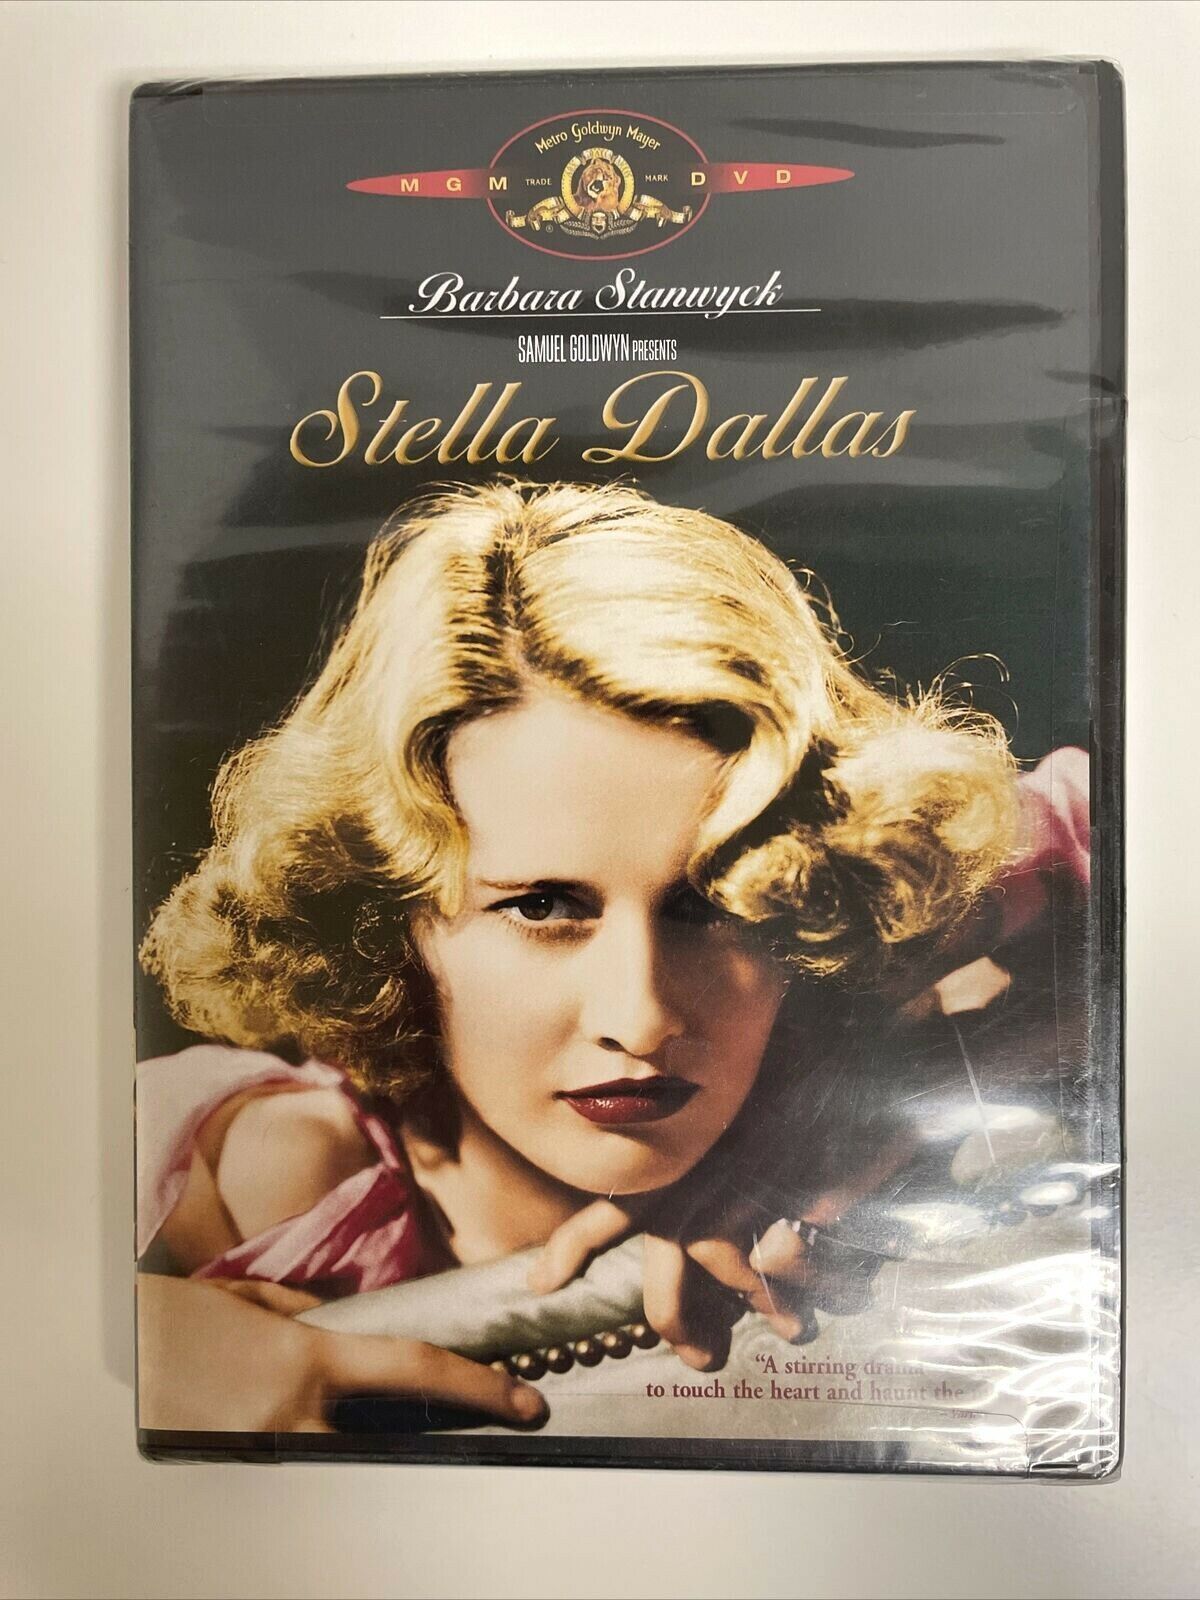 Metro Goldwyn Mayer
MGM TRADE MARK DVD
Barbara Stanwyck
SAMUEL GOLDWYN PRESENTS
Stella Dallas
"A stirring drama
to touch the heart and haunt the